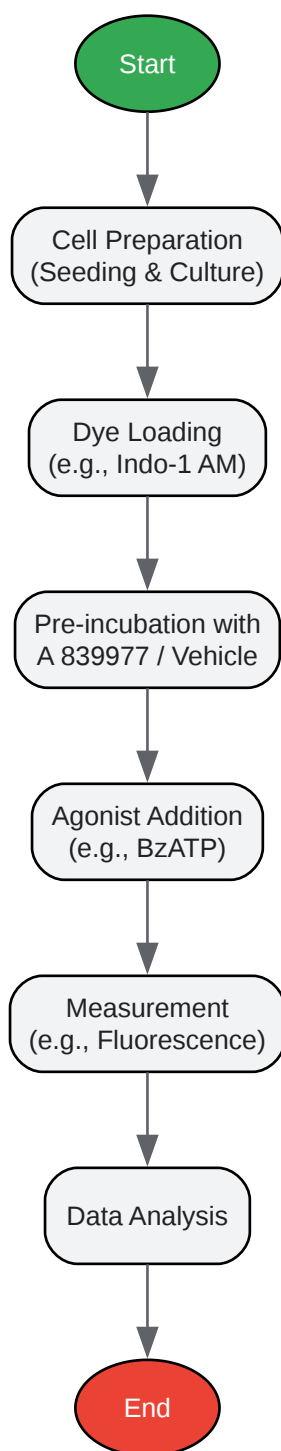 Start
Cell Preparation
(Seeding & Culture)
Dye Loading
(e.g., Indo-1 AM)
Pre-incubation with
A 839977 / Vehicle
Agonist Addition
(e.g., BzATP)
Measurement
(e.g., Fluorescence)
Data Analysis
End